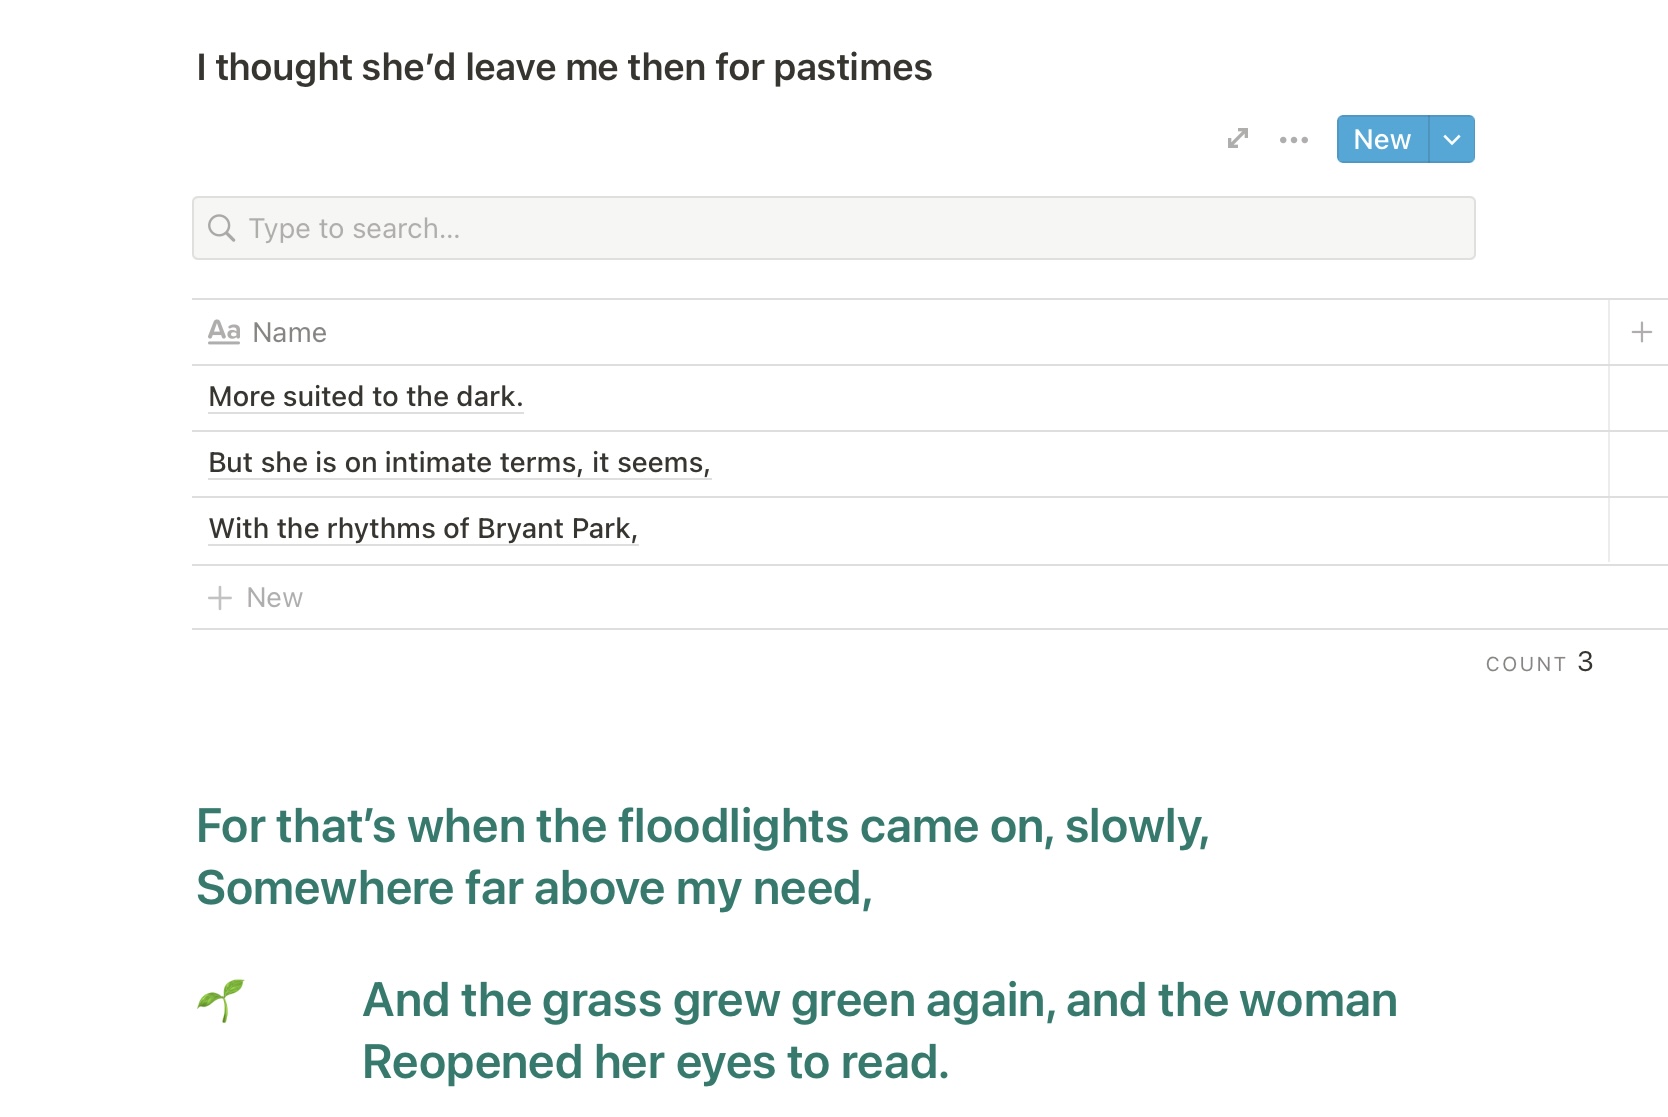 I thought she’d leave me then for pastimes
New
Type to search...
Aa Name
More suited to the dark.
But she is on intimate terms, it seems,
With the rhythms of Bryant Park,
New
COUNT 3
For that’s when the floodlights came on, slowly,
Somewhere far above my need,
And the grass grew green again, and the woman
Reopened her eyes to read.